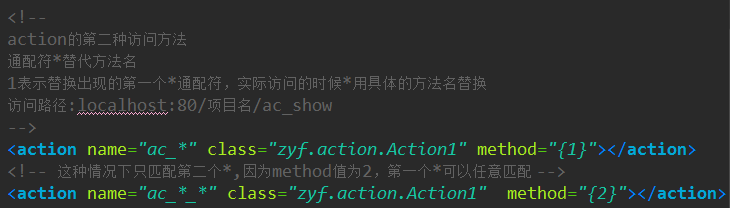 <!--
action的第二种访问方法
通配符*替代方法名
1表示替换出现的第一个*通配符，实际访问的时候*用具体的方法名替换
访问路径:localhost:80/项目名/ac_show
-->
<action name="ac_*" class="zyf.action.Action1" method="{1}"></action>
<!-- 这种情况下只匹配第二个*,因为method值为2，第一个*可以任意匹配 -->
<action name="ac_*_*" class="zyf.action.Action1"  method="{2}"></action>